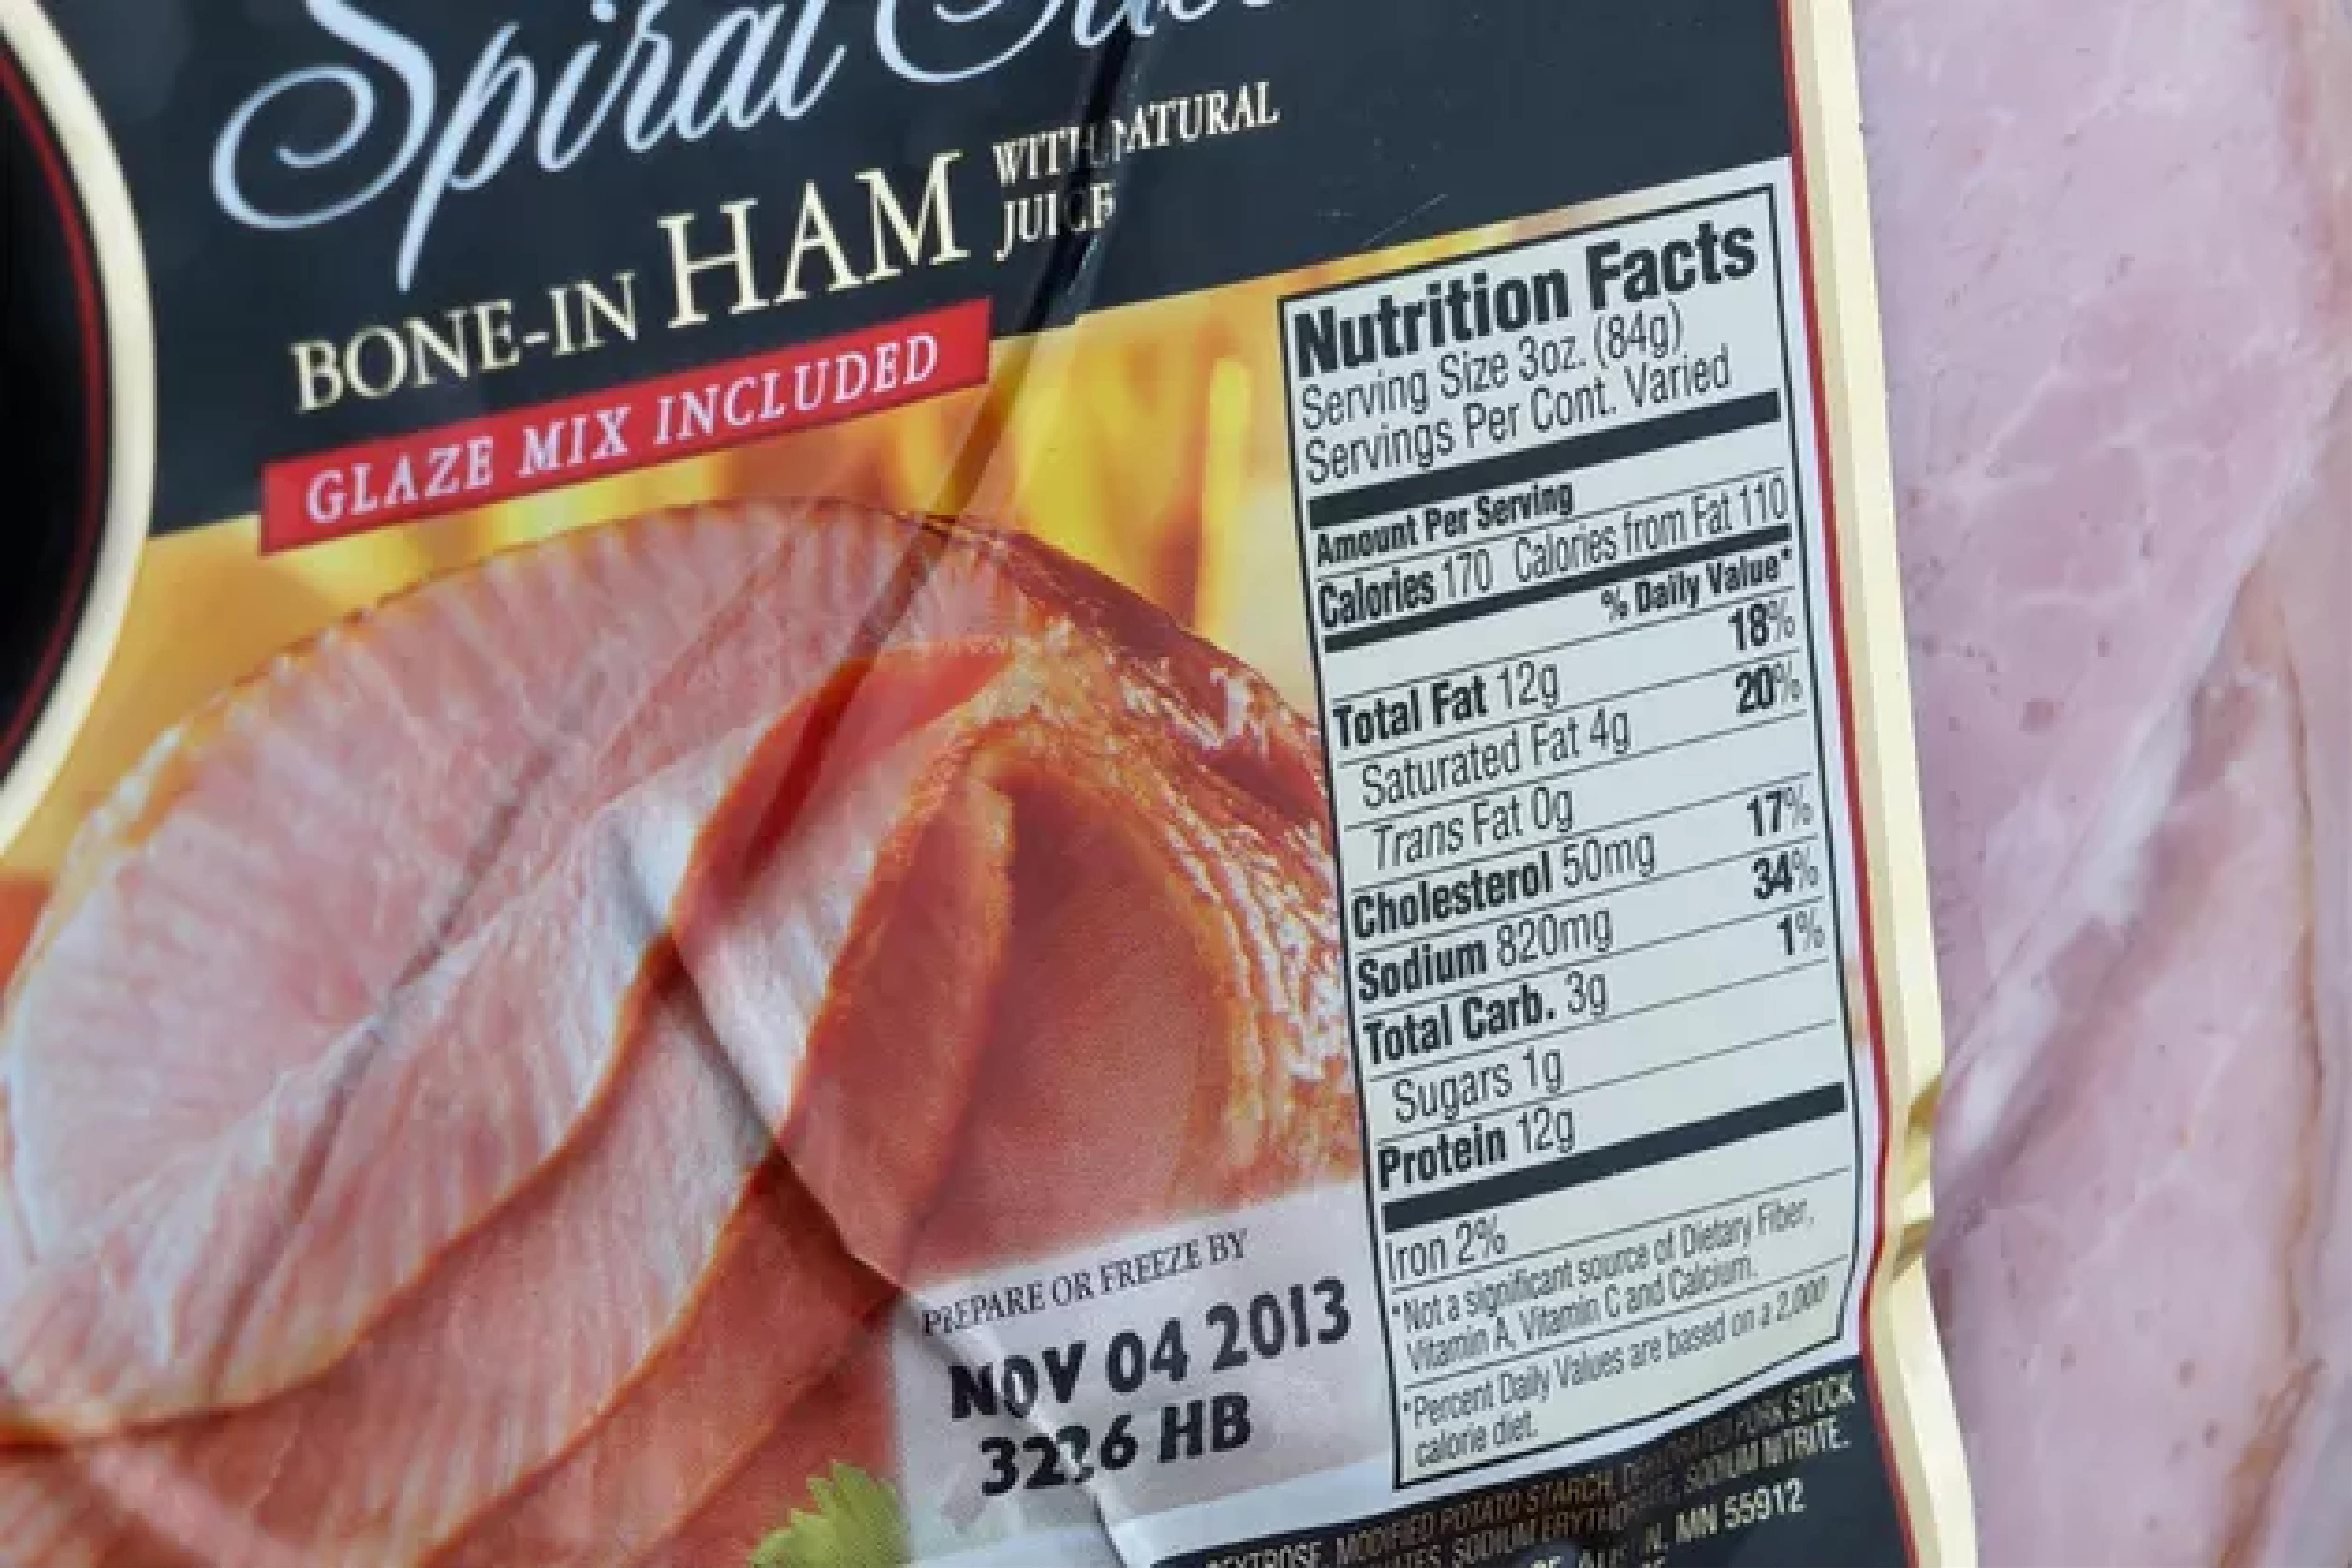 Spiral
BONE-IN HAM WITH NATURAL
JUICE
GLAZE MIX INCLUDED
Nutrition Facts
Serving Size 3oz. (84g)
Servings Per Cont. Varied
Amount Per Serving
Calories 170 Calories from Fat 110
% Daily Value*
Total Fat 12g 18%
Saturated Fat 4g 20%
Trans Fat 0g
Cholesterol 50mg 17%
Sodium 820mg 34%
Total Carb. 3g 1%
Sugars 1g
Protein 12g
Iron 2%
*Not a significant source of Dietary Fiber,
Vitamin A, Vitamin C and Calcium.
*Percent Daily Values are based on a 2,000
calorie diet.
PREPARE OR FREEZE BY
NOV 04 2013
3226 HB
DEXTROSE, MODIFIED POTATO STARCH, PORK STOCK
SODIUM NITRITE.
MN 55912